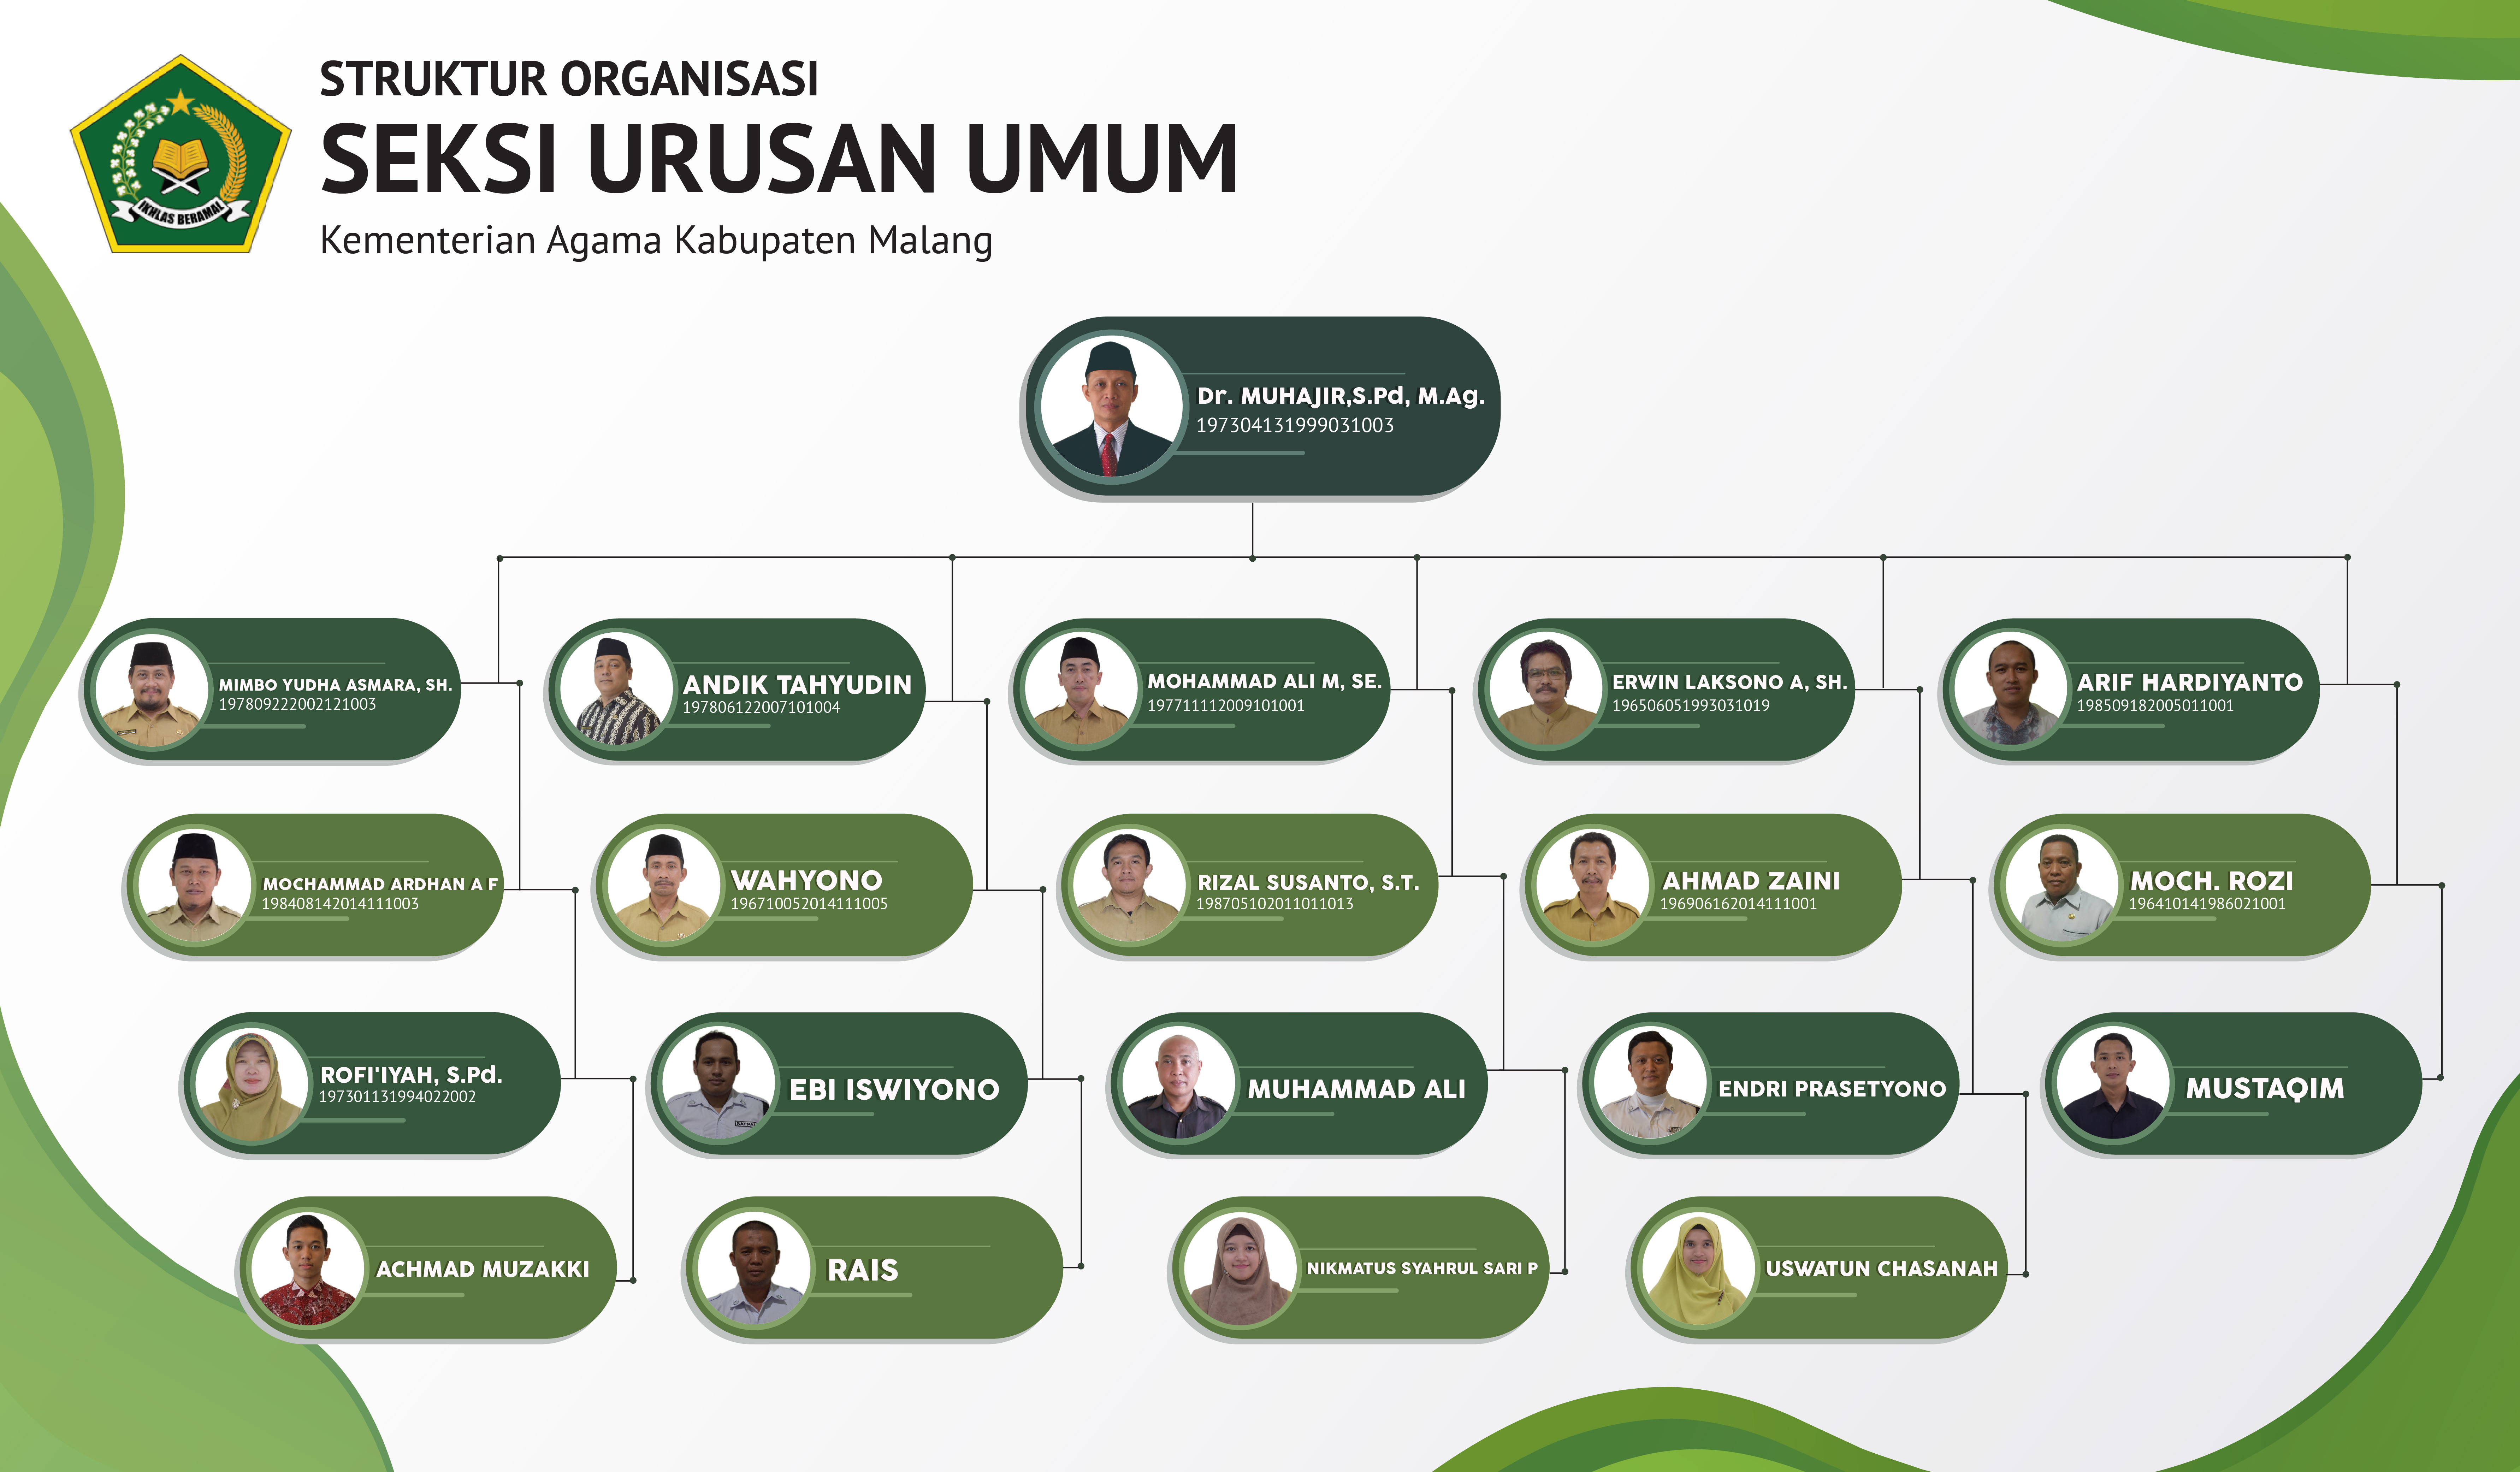 STRUKTUR ORGANISASI
SEKSI URUSAN UMUM
Kementerian Agama Kabupaten Malang
IKHLAS BERAMAL
Dr. MUHAJIR,S.Pd, M.Ag.
197304131999031003
MIMBO YUDHA ASMARA, SH.
197809222002121003
ANDIK TAHYUDIN
197806122007101004
MOHAMMAD ALI M, SE.
197711112009101001
ERWIN LAKSONO A, SH.
196506051993031019
ARIF HARDIYANTO
198509182005011001
MOCHAMMAD ARDHAN A F
198408142014111003
WAHYONO
196710052014111005
RIZAL SUSANTO, S.T.
198705102011011013
AHMAD ZAINI
196906162014111001
MOCH. ROZI
196410141986021001
ROFI'IYAH, S.Pd.
197301131994022002
EBI ISWIYONO
MUHAMMAD ALI
ENDRI PRASETYONO
MUSTAQIM
ACHMAD MUZAKKI
RAIS
NIKMATUS SYAHRUL SARI P
USWATUN CHASANAH